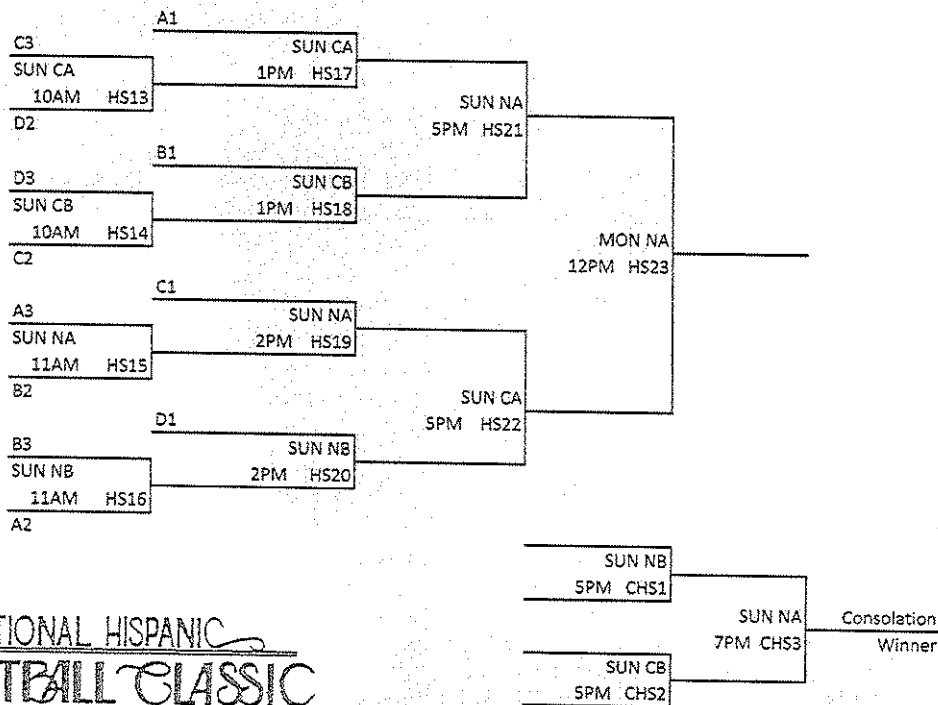 A1
C3
SUN CA
1PM HS17
SUN CA
10AM HS13
D2
SUN NA
5PM HS21
B1
D3
SUN CB
1PM HS18
SUN CB
10AM HS14
C2
MON NA
12PM HS23
C1
A3
SUN NA
2PM HS19
SUN NA
11AM HS15
B2
SUN CA
5PM HS22
D1
B3
SUN NB
2PM HS20
SUN NB
11AM HS16
A2
SUN NB
5PM CHS1
SUN NA
7PM CHS3
Consolation
Winner
SUN CB
5PM CHS2
TIONAL HISPANIC
TBALL CLASSIC